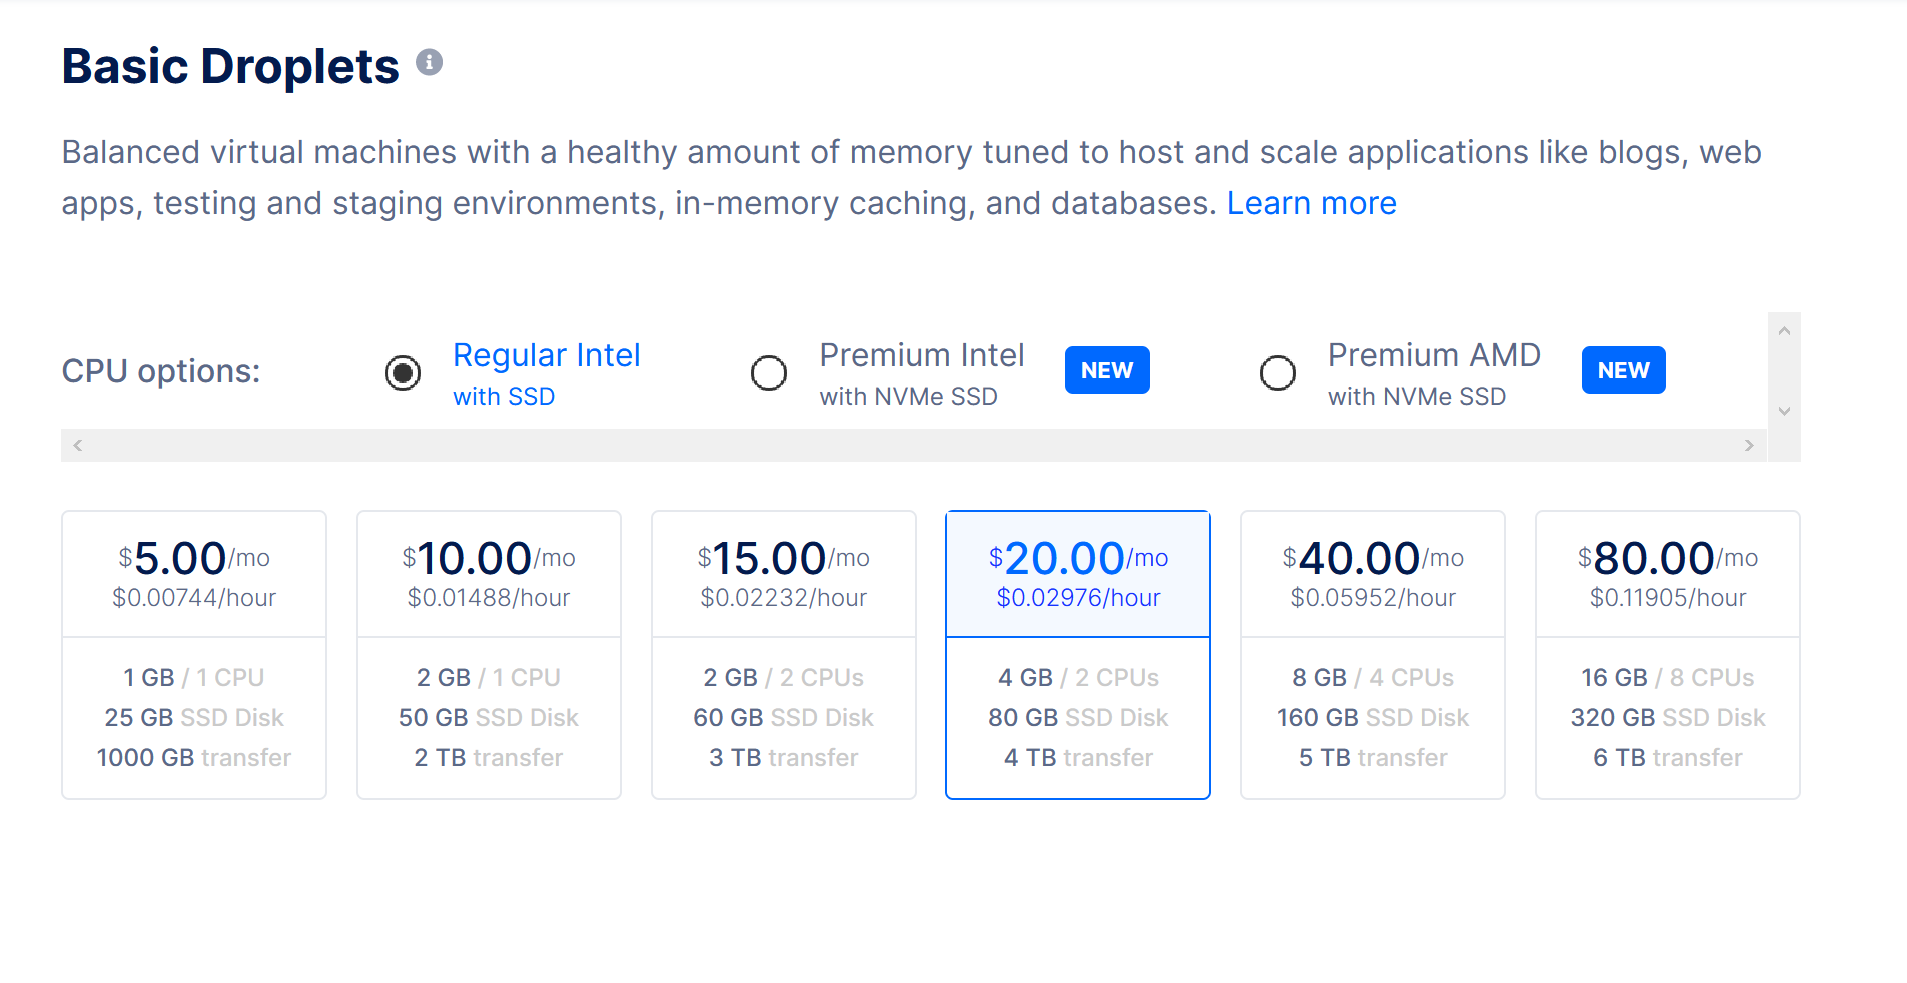 Basic Droplets
Balanced virtual machines with a healthy amount of memory tuned to host and scale applications like blogs, web
apps, testing and staging environments, in-memory caching, and databases. Learn more
CPU options:
Regular Intel
with SSD
Premium Intel
with NVMe SSD
NEW
Premium AMD
with NVMe SSD
NEW
$5.00/mo
$0.00744/hour
1 GB / 1 CPU
25 GB SSD Disk
1000 GB transfer
$10.00/mo
$0.01488/hour
2 GB / 1 CPU
50 GB SSD Disk
2 TB transfer
$15.00/mo
$0.02232/hour
2 GB / 2 CPUs
60 GB SSD Disk
3 TB transfer
$20.00/mo
$0.02976/hour
4 GB / 2 CPUs
80 GB SSD Disk
4 TB transfer
$40.00/mo
$0.05952/hour
8 GB / 4 CPUs
160 GB SSD Disk
5 TB transfer
$80.00/mo
$0.11905/hour
16 GB / 8 CPUs
320 GB SSD Disk
6 TB transfer